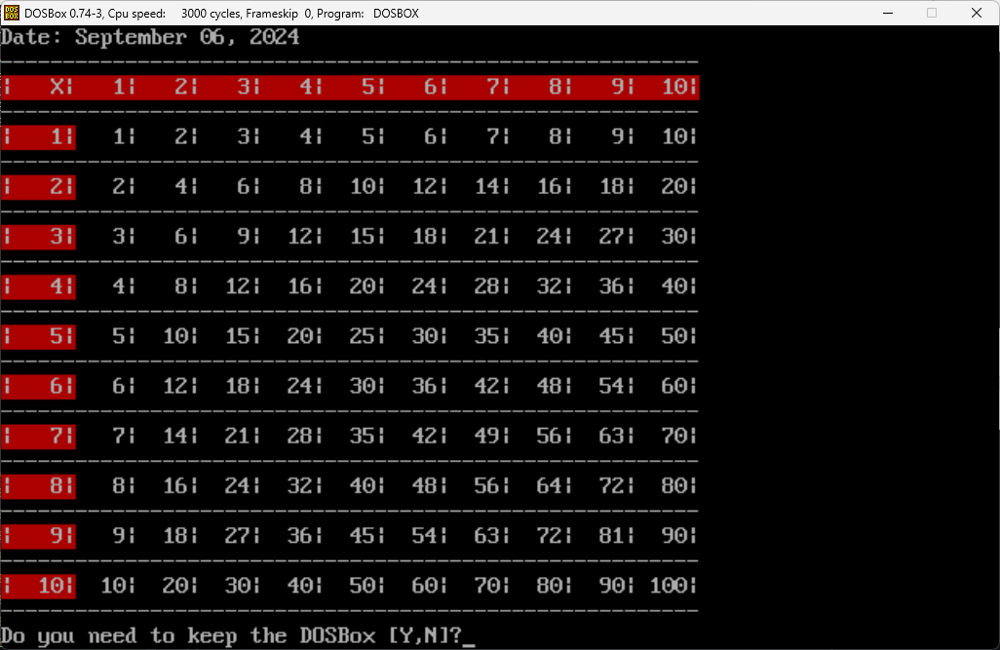 DOSBox 0.74-3, Cpu speed:    3000 cycles, Frameskip  0, Program:   DOSBOX
Date: September 06, 2024
--------------------------------------------------------
|   X|   1|   2|   3|   4|   5|   6|   7|   8|   9|  10|
--------------------------------------------------------
|   1|   1|   2|   3|   4|   5|   6|   7|   8|   9|  10|
--------------------------------------------------------
|   2|   2|   4|   6|   8|  10|  12|  14|  16|  18|  20|
--------------------------------------------------------
|   3|   3|   6|   9|  12|  15|  18|  21|  24|  27|  30|
--------------------------------------------------------
|   4|   4|   8|  12|  16|  20|  24|  28|  32|  36|  40|
--------------------------------------------------------
|   5|   5|  10|  15|  20|  25|  30|  35|  40|  45|  50|
--------------------------------------------------------
|   6|   6|  12|  18|  24|  30|  36|  42|  48|  54|  60|
--------------------------------------------------------
|   7|   7|  14|  21|  28|  35|  42|  49|  56|  63|  70|
--------------------------------------------------------
|   8|   8|  16|  24|  32|  40|  48|  56|  64|  72|  80|
--------------------------------------------------------
|   9|   9|  18|  27|  36|  45|  54|  63|  72|  81|  90|
--------------------------------------------------------
|  10|  10|  20|  30|  40|  50|  60|  70|  80|  90| 100|
--------------------------------------------------------
Do you need to keep the DOSBox [Y,N]?_